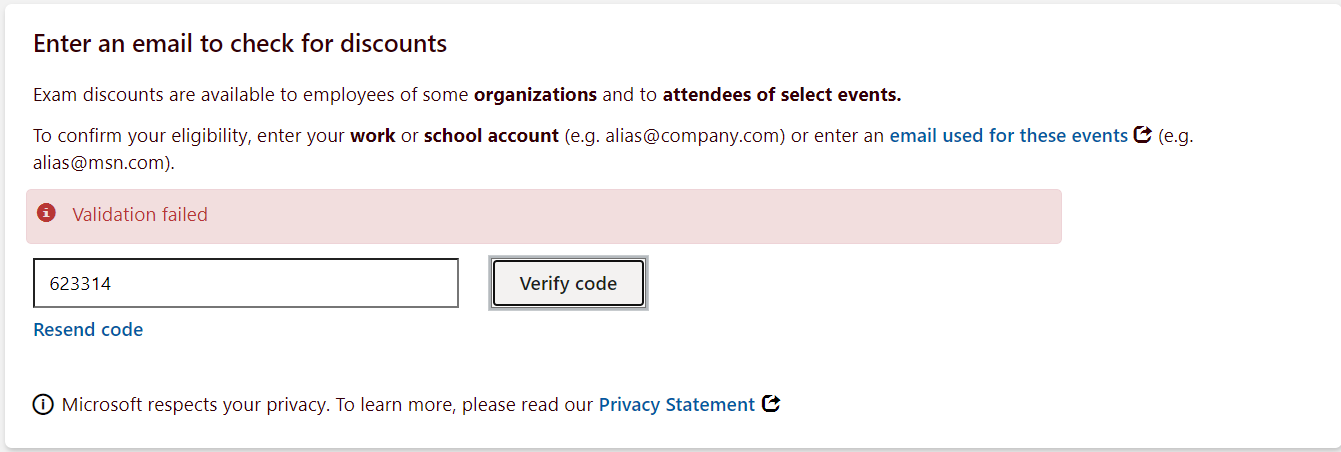 Enter an email to check for discounts
Exam discounts are available to employees of some organizations and to attendees of select events.
To confirm your eligibility, enter your work or school account (e.g. alias@company.com) or enter an email used for these events (e.g.
alias@msn.com).
Validation failed
623314
Verify code
Resend code
Microsoft respects your privacy. To learn more, please read our Privacy Statement